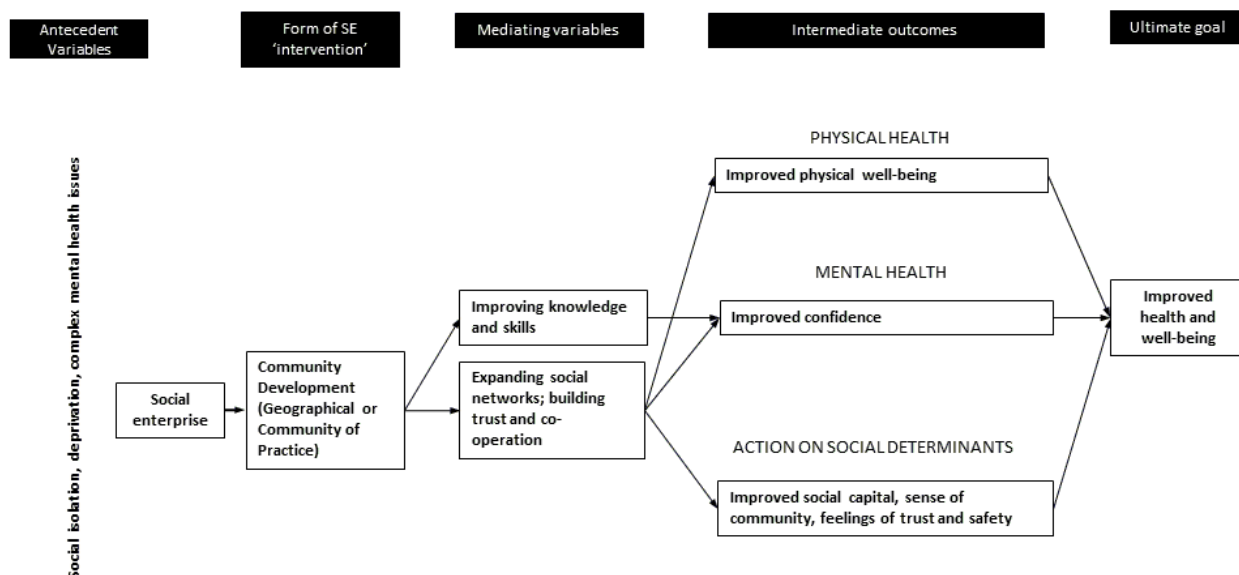 Antecedent
Variables
Form of SE
‘intervention’
Mediating variables
Intermediate outcomes
Ultimate goal
Social isolation, deprivation, complex mental health issues
Social
enterprise
Community
Development
(Geographical or
Community of
Practice)
Improving knowledge
and skills
Expanding social
networks; building
trust and co-
operation
PHYSICAL HEALTH
Improved physical well-being
MENTAL HEALTH
Improved confidence
ACTION ON SOCIAL DETERMINANTS
Improved social capital, sense of
community, feelings of trust and safety
Improved
health and
well-being